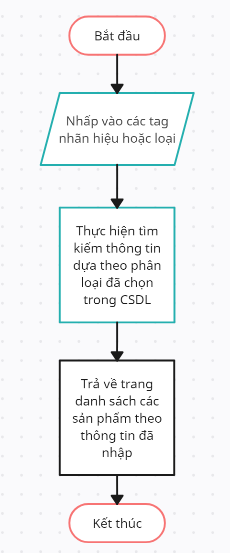 Bắt đầu
Nhấp vào các tag
nhãn hiệu hoặc loại
Thực hiện tìm
kiếm thông tin
dựa theo phân
loại đã chọn
trong CSDL
Trả về trang
danh sách các
sản phẩm theo
thông tin đã
nhập
Kết thúc